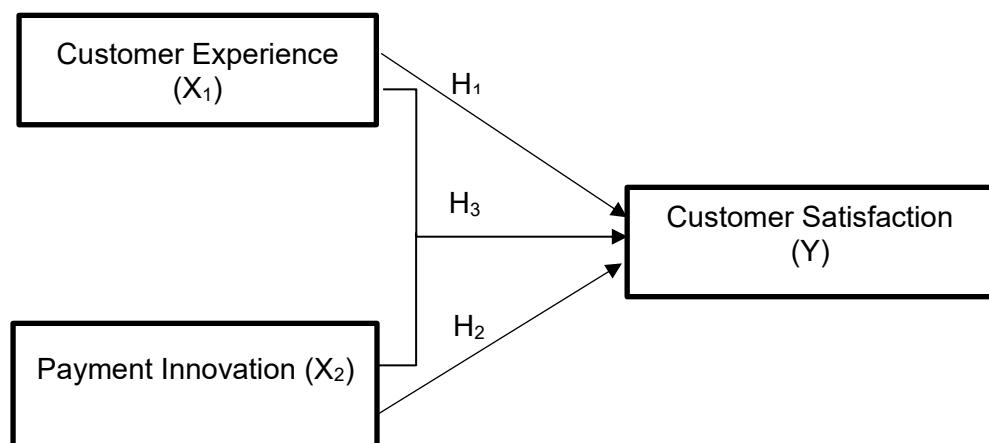 Customer Experience
(X₁)
H₁
H₃
Customer Satisfaction
(Y)
H₂
Payment Innovation (X₂)